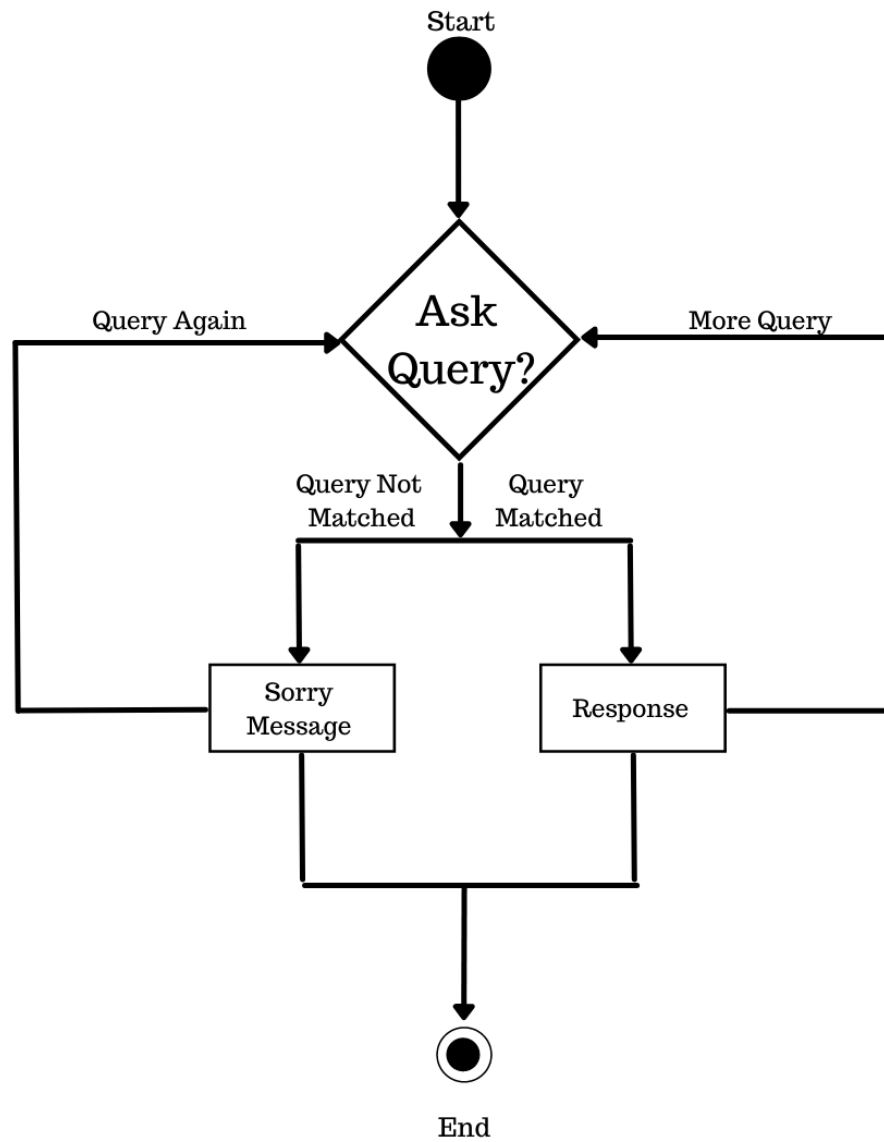 Start
Ask
Query?
Query Again
More Query
Query Not
Matched
Query
Matched
Sorry
Message
Response
End